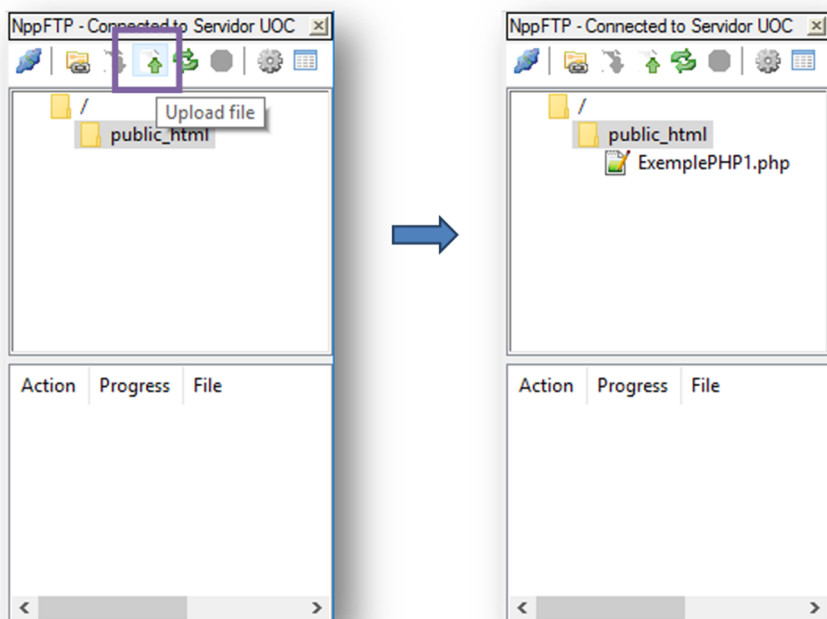 NppFTP - Connected to Servidor UOC
/
Upload file
public_html
Action Progress File
NppFTP - Connected to Servidor UOC
/
public_html
ExemplePHP1.php
Action Progress File